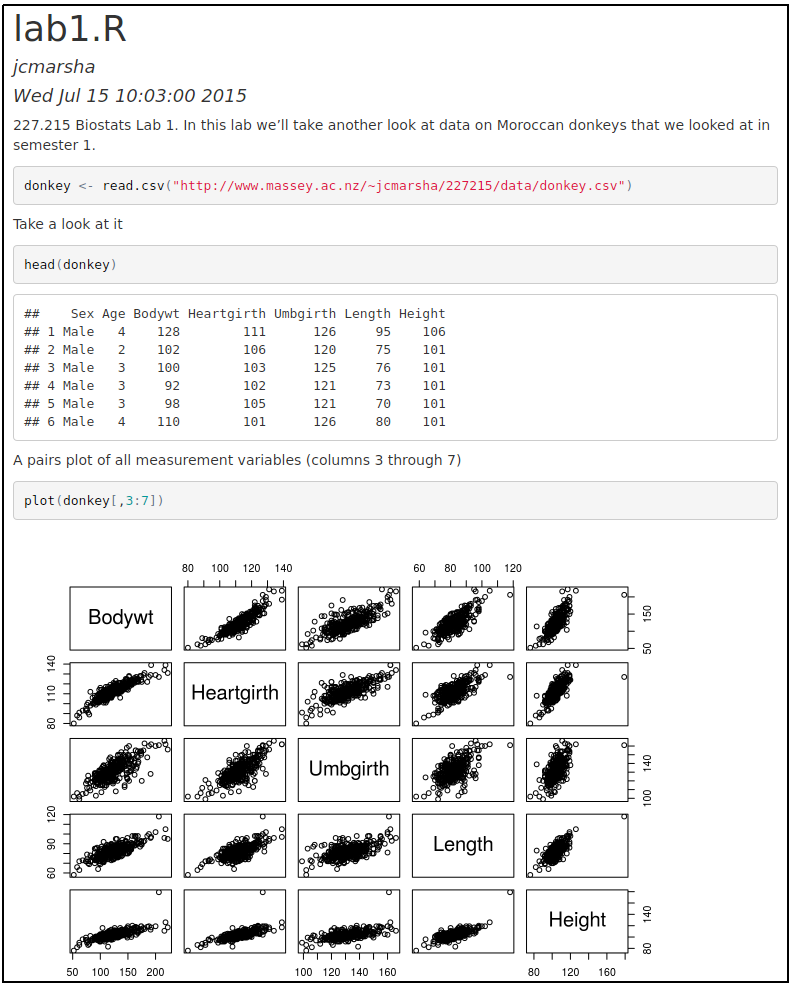 lab1.R
jcmarsha
Wed Jul 15 10:03:00 2015
227.215 Biostats Lab 1. In this lab we’ll take another look at data on Moroccan donkeys that we looked at in
semester 1.
donkey <- read.csv("http://www.massey.ac.nz/~jcmarsha/227215/data/donkey.csv")
Take a look at it
head(donkey)
##    Sex Age Bodywt Heartgirth Umbgirth Length Height
## 1 Male   4    128        111      126     95    106
## 2 Male   2    102        106      120     75    101
## 3 Male   3    100        103      125     76    101
## 4 Male   3     92        102      121     73    101
## 5 Male   3     98        105      121     70    101
## 6 Male   4    110        101      126     80    101
A pairs plot of all measurement variables (columns 3 through 7)
plot(donkey[,3:7])
80 100 120 140 60 80 100 120
Bodywt
50 150
80 110 140
Heartgirth
Umbgirth
100 140
60 90 120
Length
Height
80 140
50 100 150 200 100 120 140 160 80 120 160